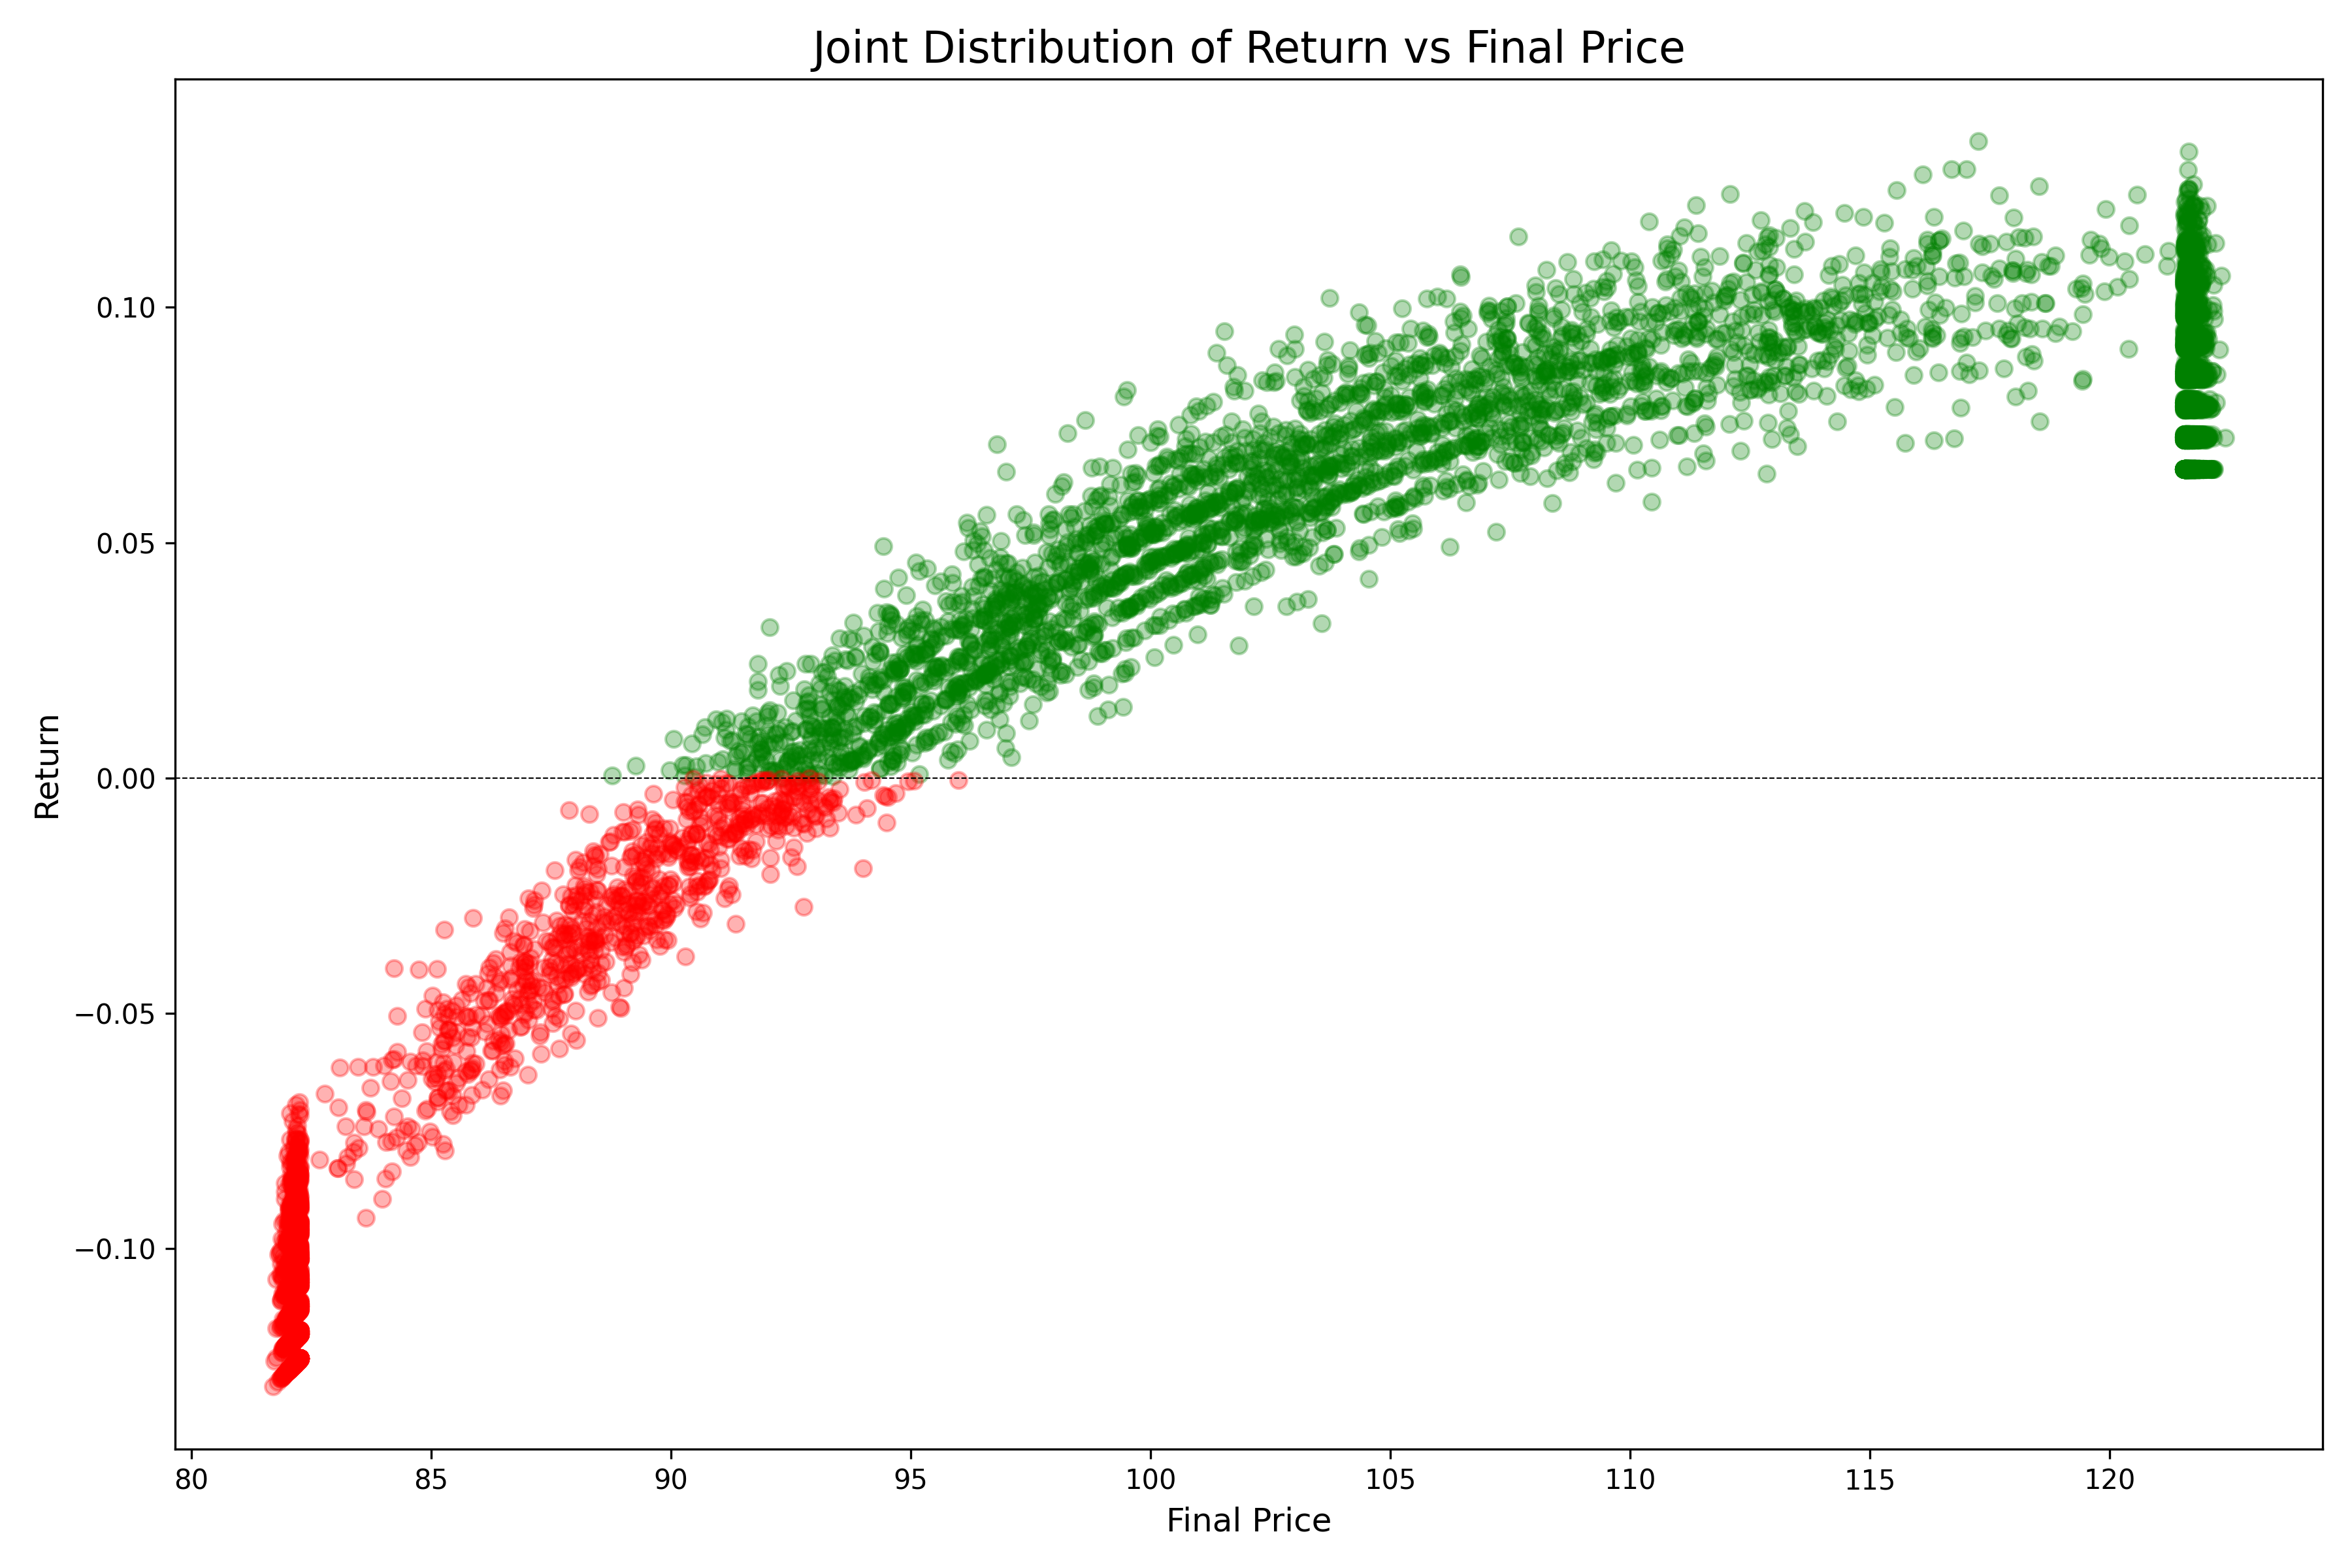 Joint Distribution of Return vs Final Price
Return
0.10
0.05
0.00
−0.05
−0.10
80 85 90 95 100 105 110 115 120
Final Price